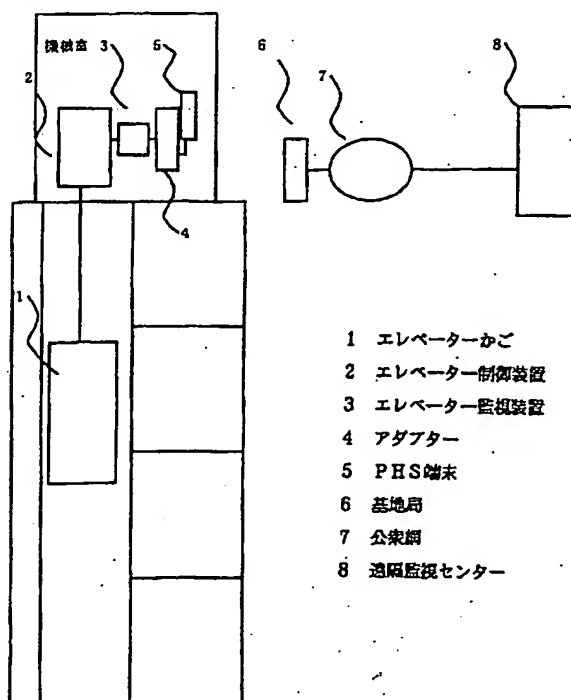 機械室 3 5 6 8
2 7
4
1
1 エレベーターかご
2 エレベーター制御装置
3 エレベーター監視装置
4 アダプター
5 PHS端末
6 基地局
7 公衆網
8 遠隔監視センター